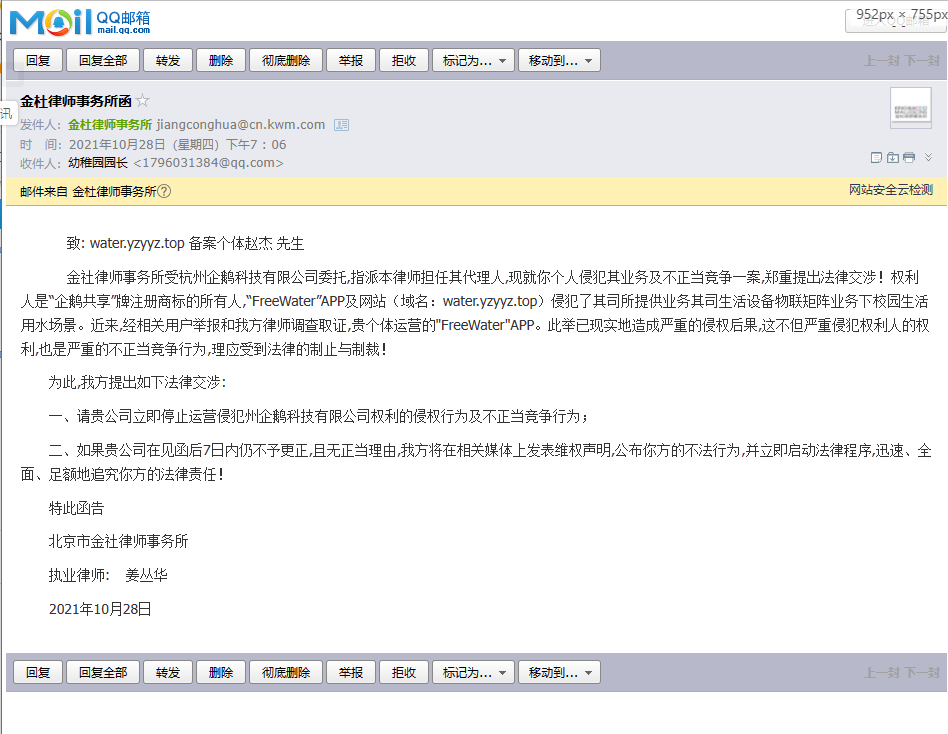 Mail QQ邮箱
mail.qq.com
952px × 755px
回复 回复全部 转发 删除 彻底删除 举报 拒收 标记为... 移动到... 上一封 下一封
讯
金杜律师事务所函☆
发件人: 金杜律师事务所 jiangconghua@cn.kwm.com
时 间: 2021年10月28日 (星期四) 下午7:06
收件人: 幼稚园园长 <1796031384@qq.com>
邮件来自 金杜律师事务所? 网站安全云检测
致: water.yzyyz.top 备案个体赵杰 先生
金社律师事务所受杭州企鹅科技有限公司委托,指派本律师担任其代理人,现就你个人侵犯其业务及不正当竞争一案,郑重提出法律交涉！权利
人是“企鹅共享”牌注册商标的所有人,“FreeWater”APP及网站（域名：water.yzyyz.top）侵犯了其司所提供业务其司生活设备物联矩阵业务下校园生活
用水场景。近来,经相关用户举报和我方律师调查取证,贵个体运营的"FreeWater"APP。此举已现实地造成严重的侵权后果,这不但严重侵犯权利人的权
利,也是严重的不正当竞争行为,理应受到法律的制止与制裁！
为此,我方提出如下法律交涉：
一、请贵公司立即停止运营侵犯州企鹅科技有限公司权利的侵权行为及不正当竞争行为；
二、如果贵公司在见函后7日内仍不予更正,且无正当理由,我方将在相关媒体上发表维权声明,公布你方的不法行为,并立即启动法律程序,迅速、全
面、足额地追究你方的法律责任！
特此函告
北京市金社律师事务所
执业律师: 姜丛华
2021年10月28日
回复 回复全部 转发 删除 彻底删除 举报 拒收 标记为... 移动到... 上一封 下一封